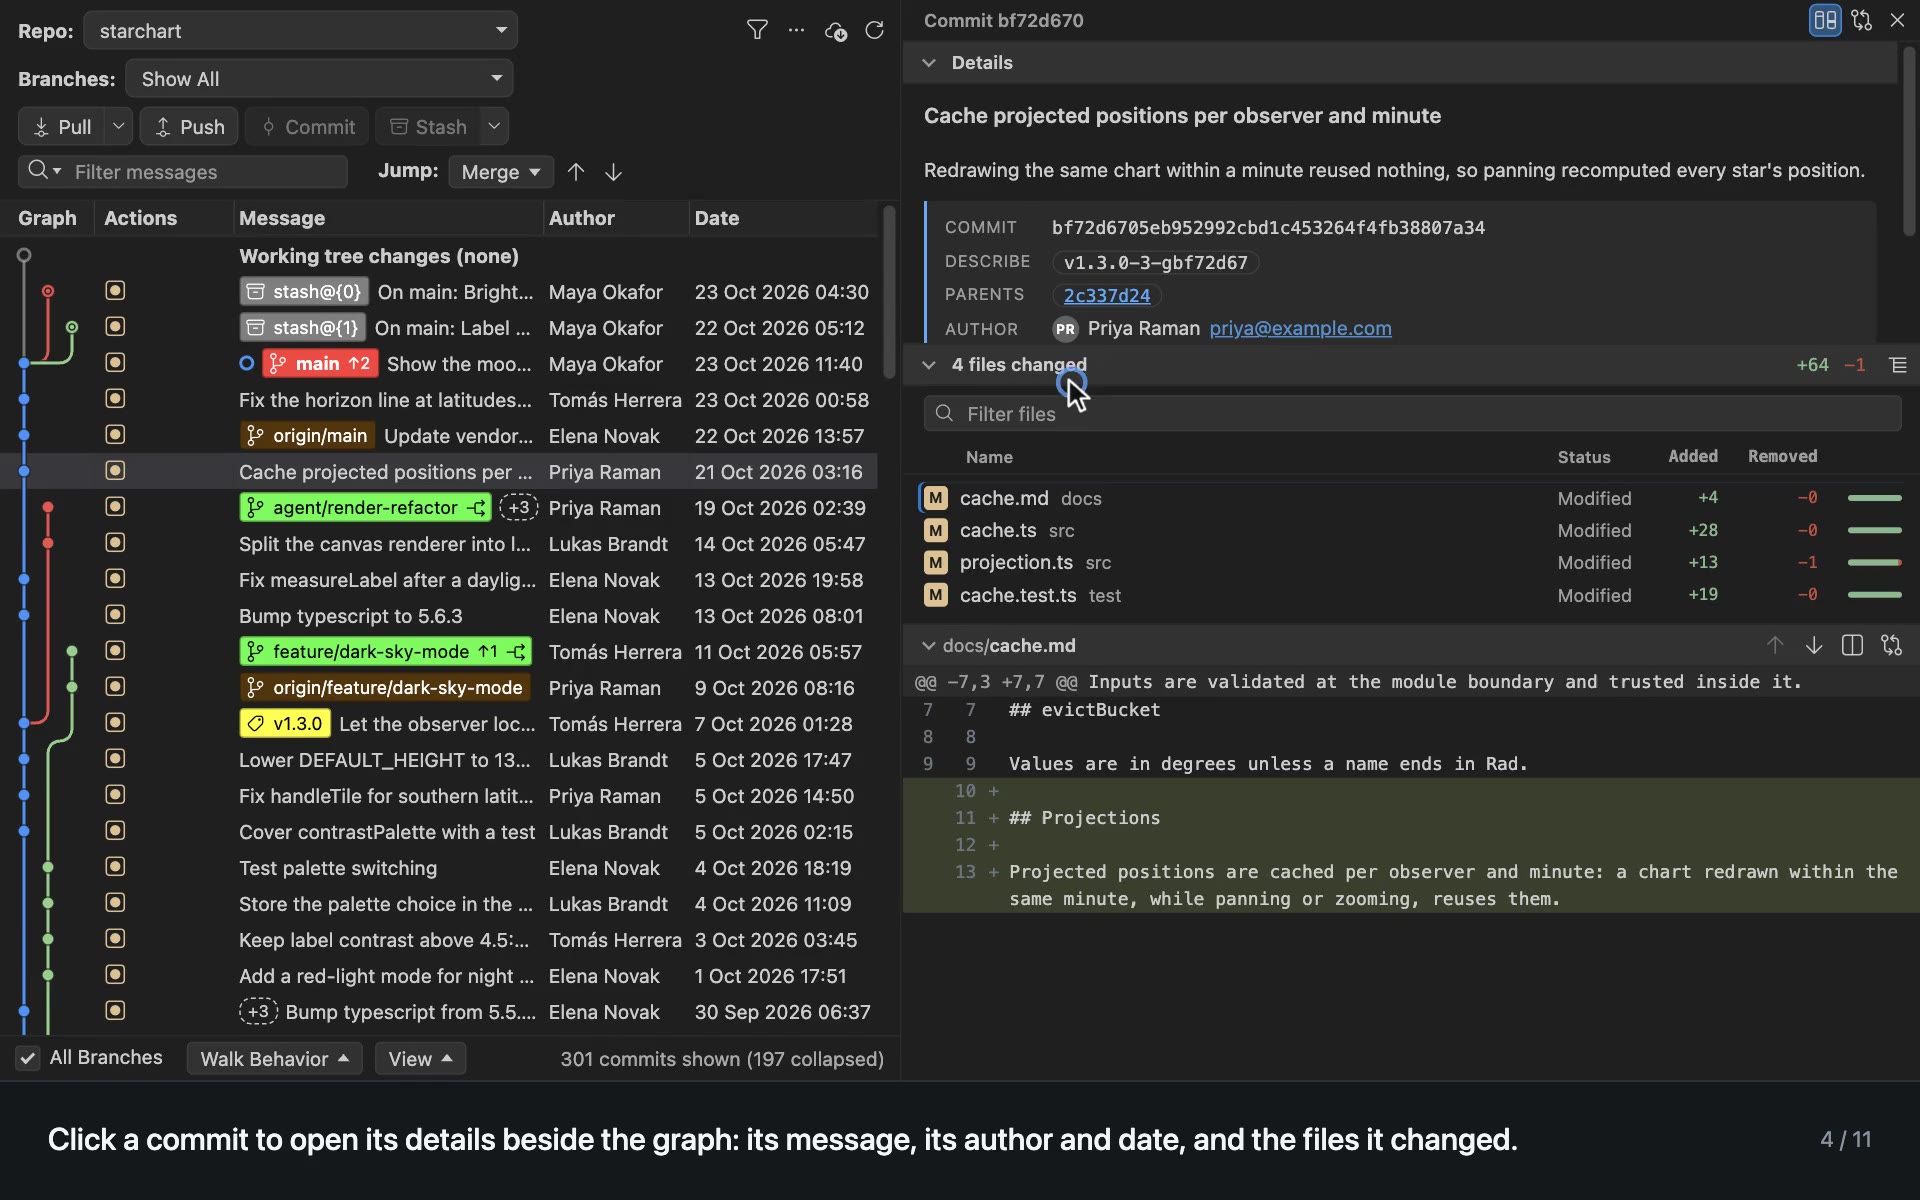 Repo: starchart
Branches: Show All
Pull Push Commit Stash
Filter messages Jump: Merge
Graph Actions Message Author Date
Working tree changes (none)
stash@{0} On main: Bright... Maya Okafor 23 Oct 2026 04:30
stash@{1} On main: Label ... Maya Okafor 22 Oct 2026 05:12
main ↑2 Show the moo... Maya Okafor 23 Oct 2026 11:40
Fix the horizon line at latitudes... Tomás Herrera 23 Oct 2026 00:58
origin/main Update vendor... Elena Novak 22 Oct 2026 13:57
Cache projected positions per ... Priya Raman 21 Oct 2026 03:16
agent/render-refactor +3 Priya Raman 19 Oct 2026 02:39
Split the canvas renderer into l... Lukas Brandt 14 Oct 2026 05:47
Fix measureLabel after a daylig... Elena Novak 13 Oct 2026 19:58
Bump typescript to 5.6.3 Elena Novak 13 Oct 2026 08:01
feature/dark-sky-mode ↑1 Tomás Herrera 11 Oct 2026 05:57
origin/feature/dark-sky-mode Priya Raman 9 Oct 2026 08:16
v1.3.0 Let the observer loc... Tomás Herrera 7 Oct 2026 01:28
Lower DEFAULT_HEIGHT to 13... Lukas Brandt 5 Oct 2026 17:47
Fix handleTile for southern latit... Priya Raman 5 Oct 2026 14:50
Cover contrastPalette with a test Lukas Brandt 5 Oct 2026 02:15
Test palette switching Elena Novak 4 Oct 2026 18:19
Store the palette choice in the ... Lukas Brandt 4 Oct 2026 11:09
Keep label contrast above 4.5:... Tomás Herrera 3 Oct 2026 03:45
Add a red-light mode for night ... Elena Novak 1 Oct 2026 17:51
+3 Bump typescript from 5.5.... Elena Novak 30 Sep 2026 06:37
All Branches Walk Behavior View 301 commits shown (197 collapsed)
Commit bf72d670
Details
Cache projected positions per observer and minute
Redrawing the same chart within a minute reused nothing, so panning recomputed every star's position.
COMMIT bf72d6705eb952992cbd1c453264f4fb38807a34
DESCRIBE v1.3.0-3-gbf72d67
PARENTS 2c337d24
AUTHOR PR Priya Raman priya@example.com
4 files changed +64 -1
Filter files
Name Status Added Removed
M cache.md docs Modified +4 -0
M cache.ts src Modified +28 -0
M projection.ts src Modified +13 -1
M cache.test.ts test Modified +19 -0
docs/cache.md
@@ -7,3 +7,7 @@ Inputs are validated at the module boundary and trusted inside it.
7 7 ## evictBucket
8 8
9 9 Values are in degrees unless a name ends in Rad.
10 +
11 + ## Projections
12 +
13 + Projected positions are cached per observer and minute: a chart redrawn within the
same minute, while panning or zooming, reuses them.
Click a commit to open its details beside the graph: its message, its author and date, and the files it changed.
4 / 11